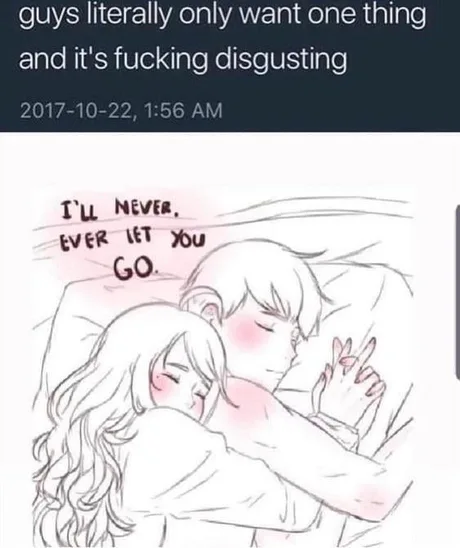 guys literally only want one thing
and it's fucking disgusting
2017-10-22, 1:56 AM
I'll NEVER,
EVER LET YOU
GO.